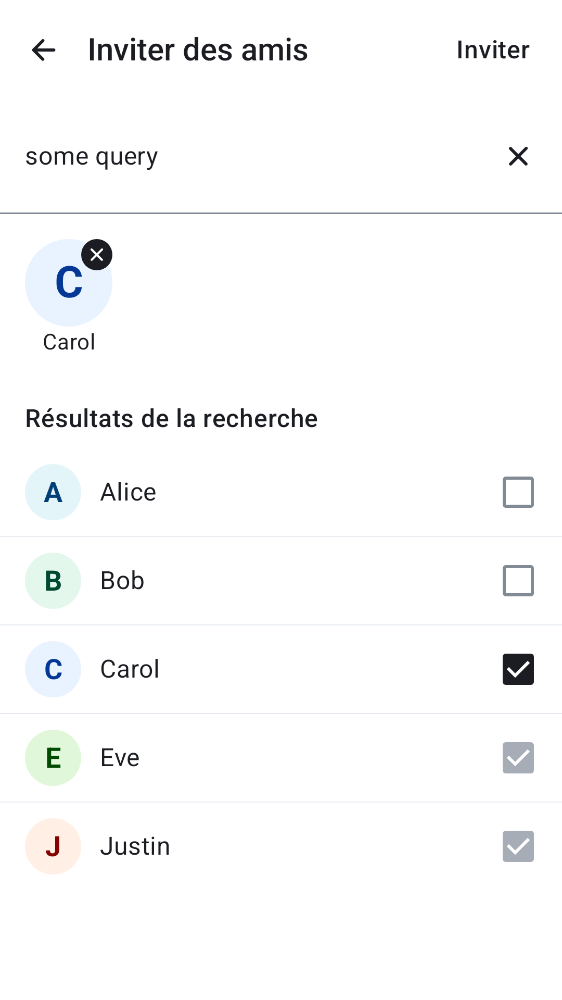 Inviter des amis Inviter
some query
C
Carol
Résultats de la recherche
A Alice
B Bob
C Carol
E Eve
J Justin